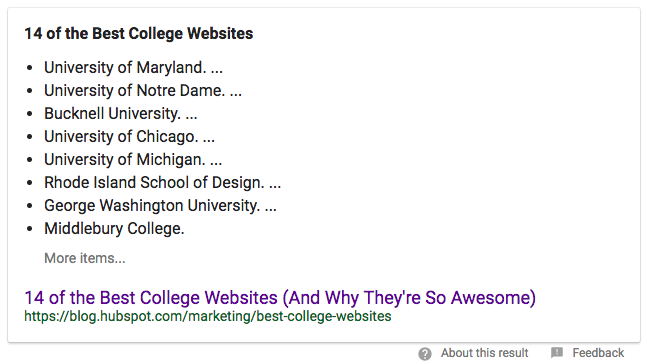 14 of the Best College Websites
• University of Maryland. ...
• University of Notre Dame. ...
• Bucknell University. ...
• University of Chicago. ...
• University of Michigan. ...
• Rhode Island School of Design. ...
• George Washington University. ...
• Middlebury College.
More items...
14 of the Best College Websites (And Why They're So Awesome)
https://blog.hubspot.com/marketing/best-college-websites
About this result Feedback